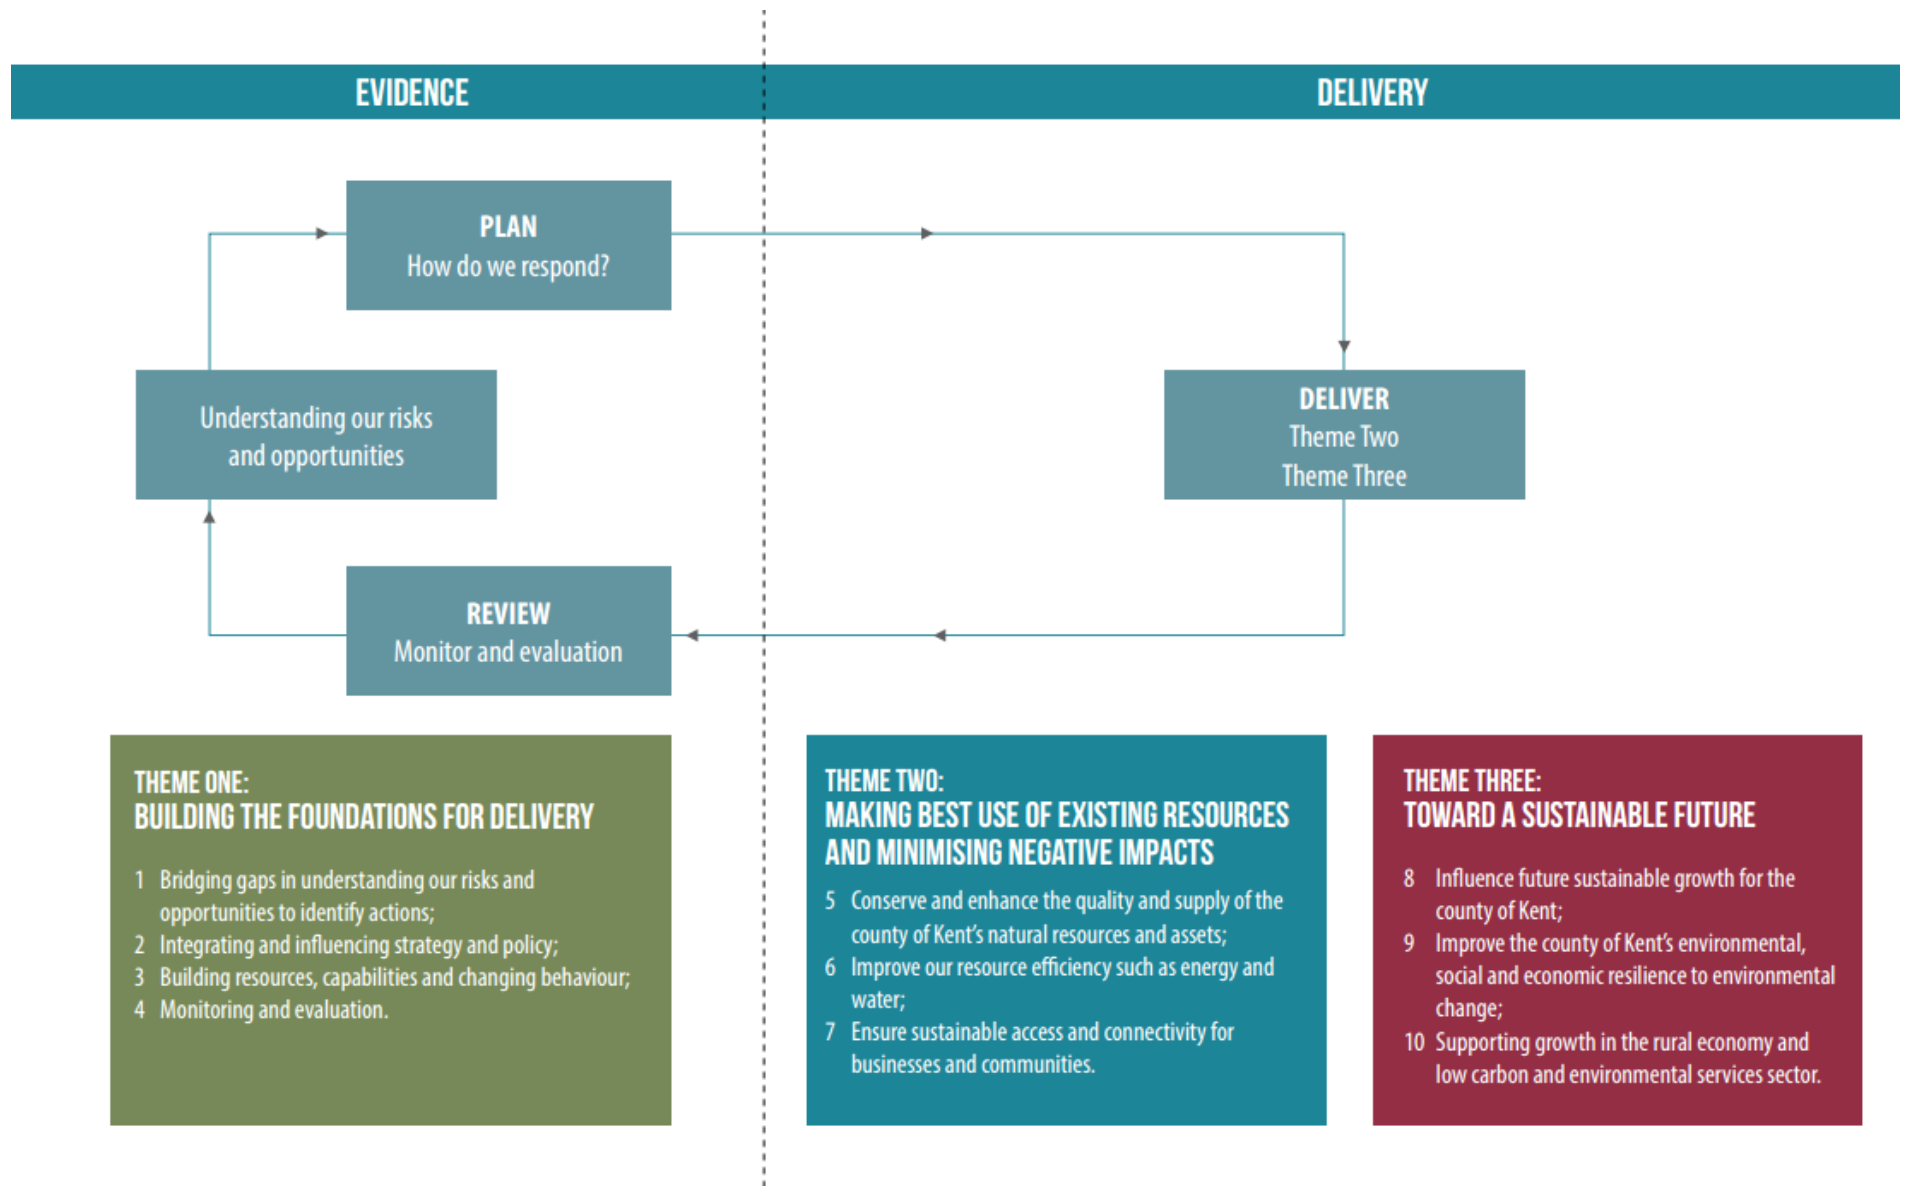 EVIDENCE
DELIVERY
PLAN
How do we respond?
Understanding our risks
and opportunities
DELIVER
Theme Two
Theme Three
REVIEW
Monitor and evaluation
THEME ONE:
BUILDING THE FOUNDATIONS FOR DELIVERY
1 Bridging gaps in understanding our risks and
opportunities to identify actions;
2 Integrating and influencing strategy and policy;
3 Building resources, capabilities and changing behaviour;
4 Monitoring and evaluation.
THEME TWO:
MAKING BEST USE OF EXISTING RESOURCES
AND MINIMISING NEGATIVE IMPACTS
5 Conserve and enhance the quality and supply of the
county of Kent's natural resources and assets;
6 Improve our resource efficiency such as energy and
water;
7 Ensure sustainable access and connectivity for
businesses and communities.
THEME THREE:
TOWARD A SUSTAINABLE FUTURE
8 Influence future sustainable growth for the
county of Kent;
9 Improve the county of Kent's environmental,
social and economic resilience to environmental
change;
10 Supporting growth in the rural economy and
low carbon and environmental services sector.